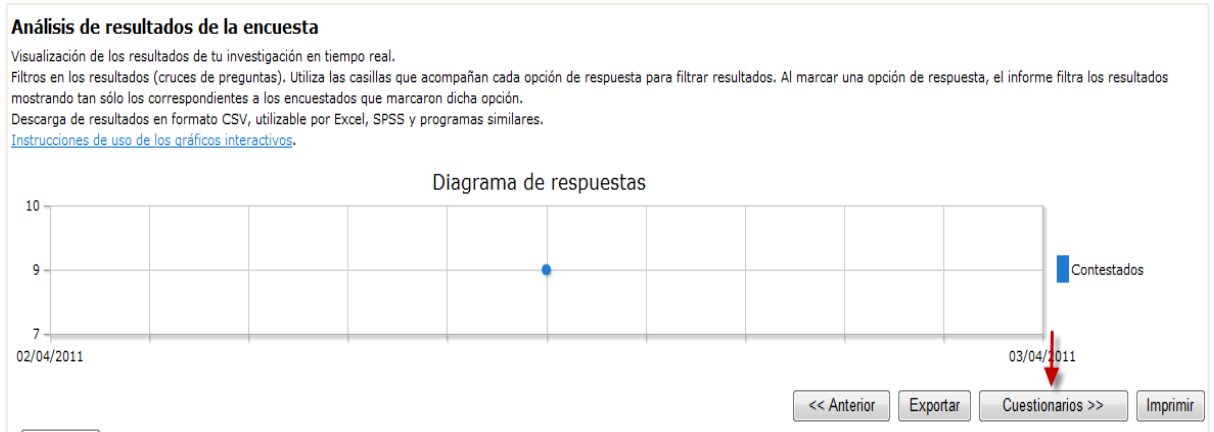 Análisis de resultados de la encuesta
Visualización de los resultados de tu investigación en tiempo real.
Filtros en los resultados (cruces de preguntas). Utiliza las casillas que acompañan cada opción de respuesta para filtrar resultados. Al marcar una opción de respuesta, el informe filtra los resultados
mostrando tan sólo los correspondientes a los encuestados que marcaron dicha opción.
Descarga de resultados en formato CSV, utilizable por Excel, SPSS y programas similares.
Instrucciones de uso de los gráficos interactivos.
Diagrama de respuestas
10
9
Contestados
7
02/04/2011 03/04/2011
<< Anterior Exportar Cuestionarios >> Imprimir